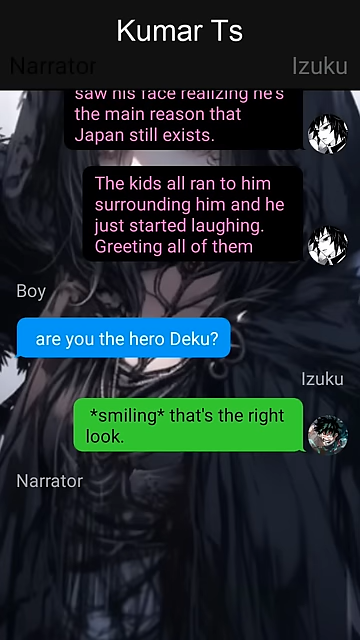 Kumar Ts
Narrator
Izuku
saw his face realizing he's
the main reason that
Japan still exists.
The kids all ran to him
surrounding him and he
just started laughing.
Greeting all of them
Boy
are you the hero Deku?
Izuku
*smiling* that's the right
look.
Narrator